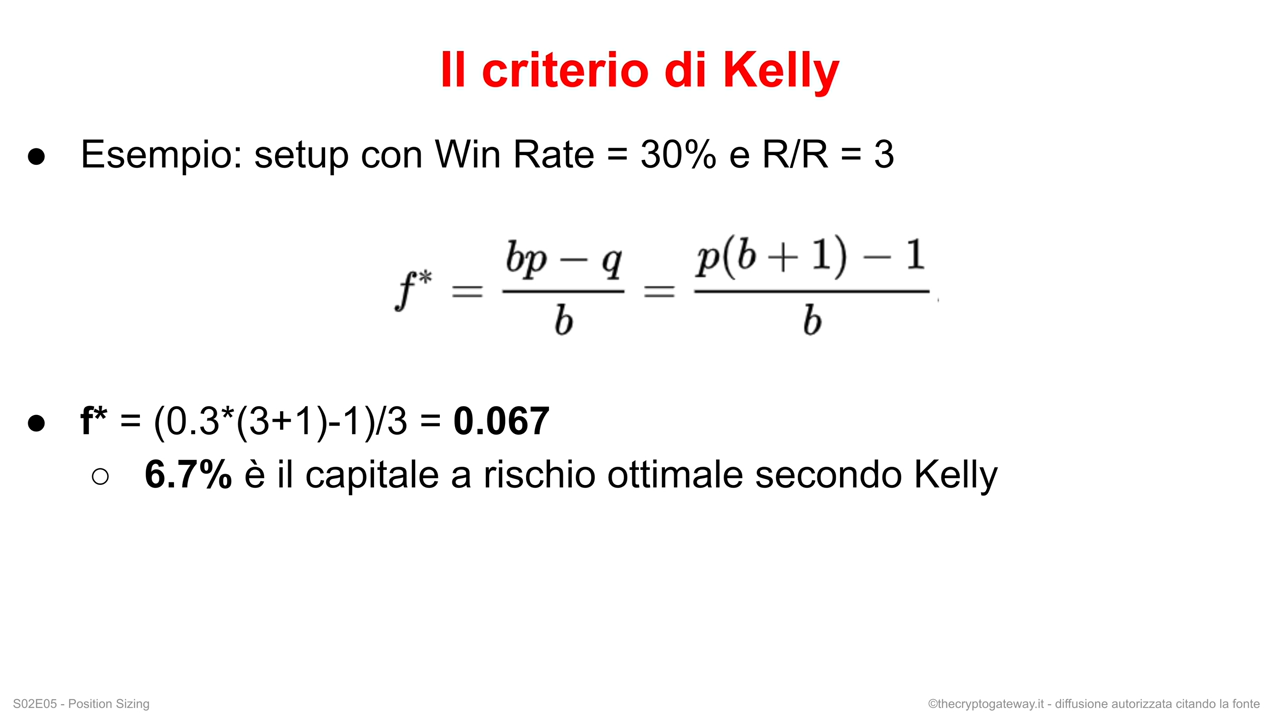 Il criterio di Kelly
● Esempio: setup con Win Rate = 30% e R/R = 3
f* = \frac{bp - q}{b} = \frac{p(b + 1) - 1}{b}.
● f* = (0.3*(3+1)-1)/3 = 0.067
○ 6.7% è il capitale a rischio ottimale secondo Kelly
S02E05 - Position Sizing
©thecryptogateway.it - diffusione autorizzata citando la fonte